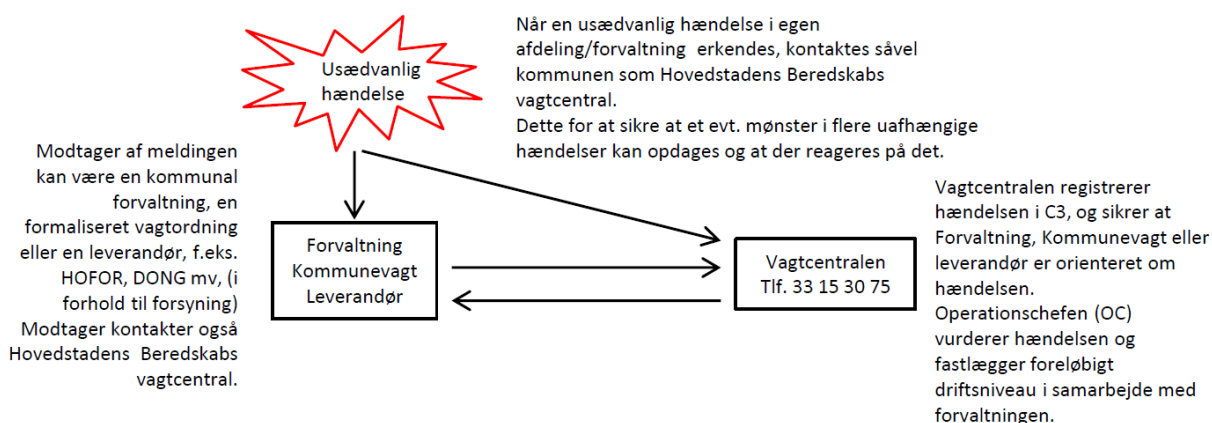 Usædvanlig
hændelse
Når en usædvanlig hændelse i egen
afdeling/forvaltning erkendes, kontaktes såvel
kommunen som Hovedstadens Beredskabs
vagtcentral.
Dette for at sikre at et evt. mønster i flere uafhængige
hændelser kan opdages og at der reageres på det.
Modtager af meldingen
kan være en kommunal
forvaltning, en
formaliseret vagtordning
eller en leverandør, f.eks.
HOFOR, DONG mv, (i
forhold til forsyning)
Modtager kontakter også
Hovedstadens Beredskabs
vagtcentral.
Forvaltning
Kommunevagt
Leverandør
Vagtcentralen
Tlf. 33 15 30 75
Vagtcentralen registrerer
hændelsen i C3, og sikrer at
Forvaltning, Kommunevagt eller
leverandør er orienteret om
hændelsen.
Operationschefen (OC)
vurderer hændelsen og
fastlægger foreløbigt
driftsniveau i samarbejde med
forvaltningen.